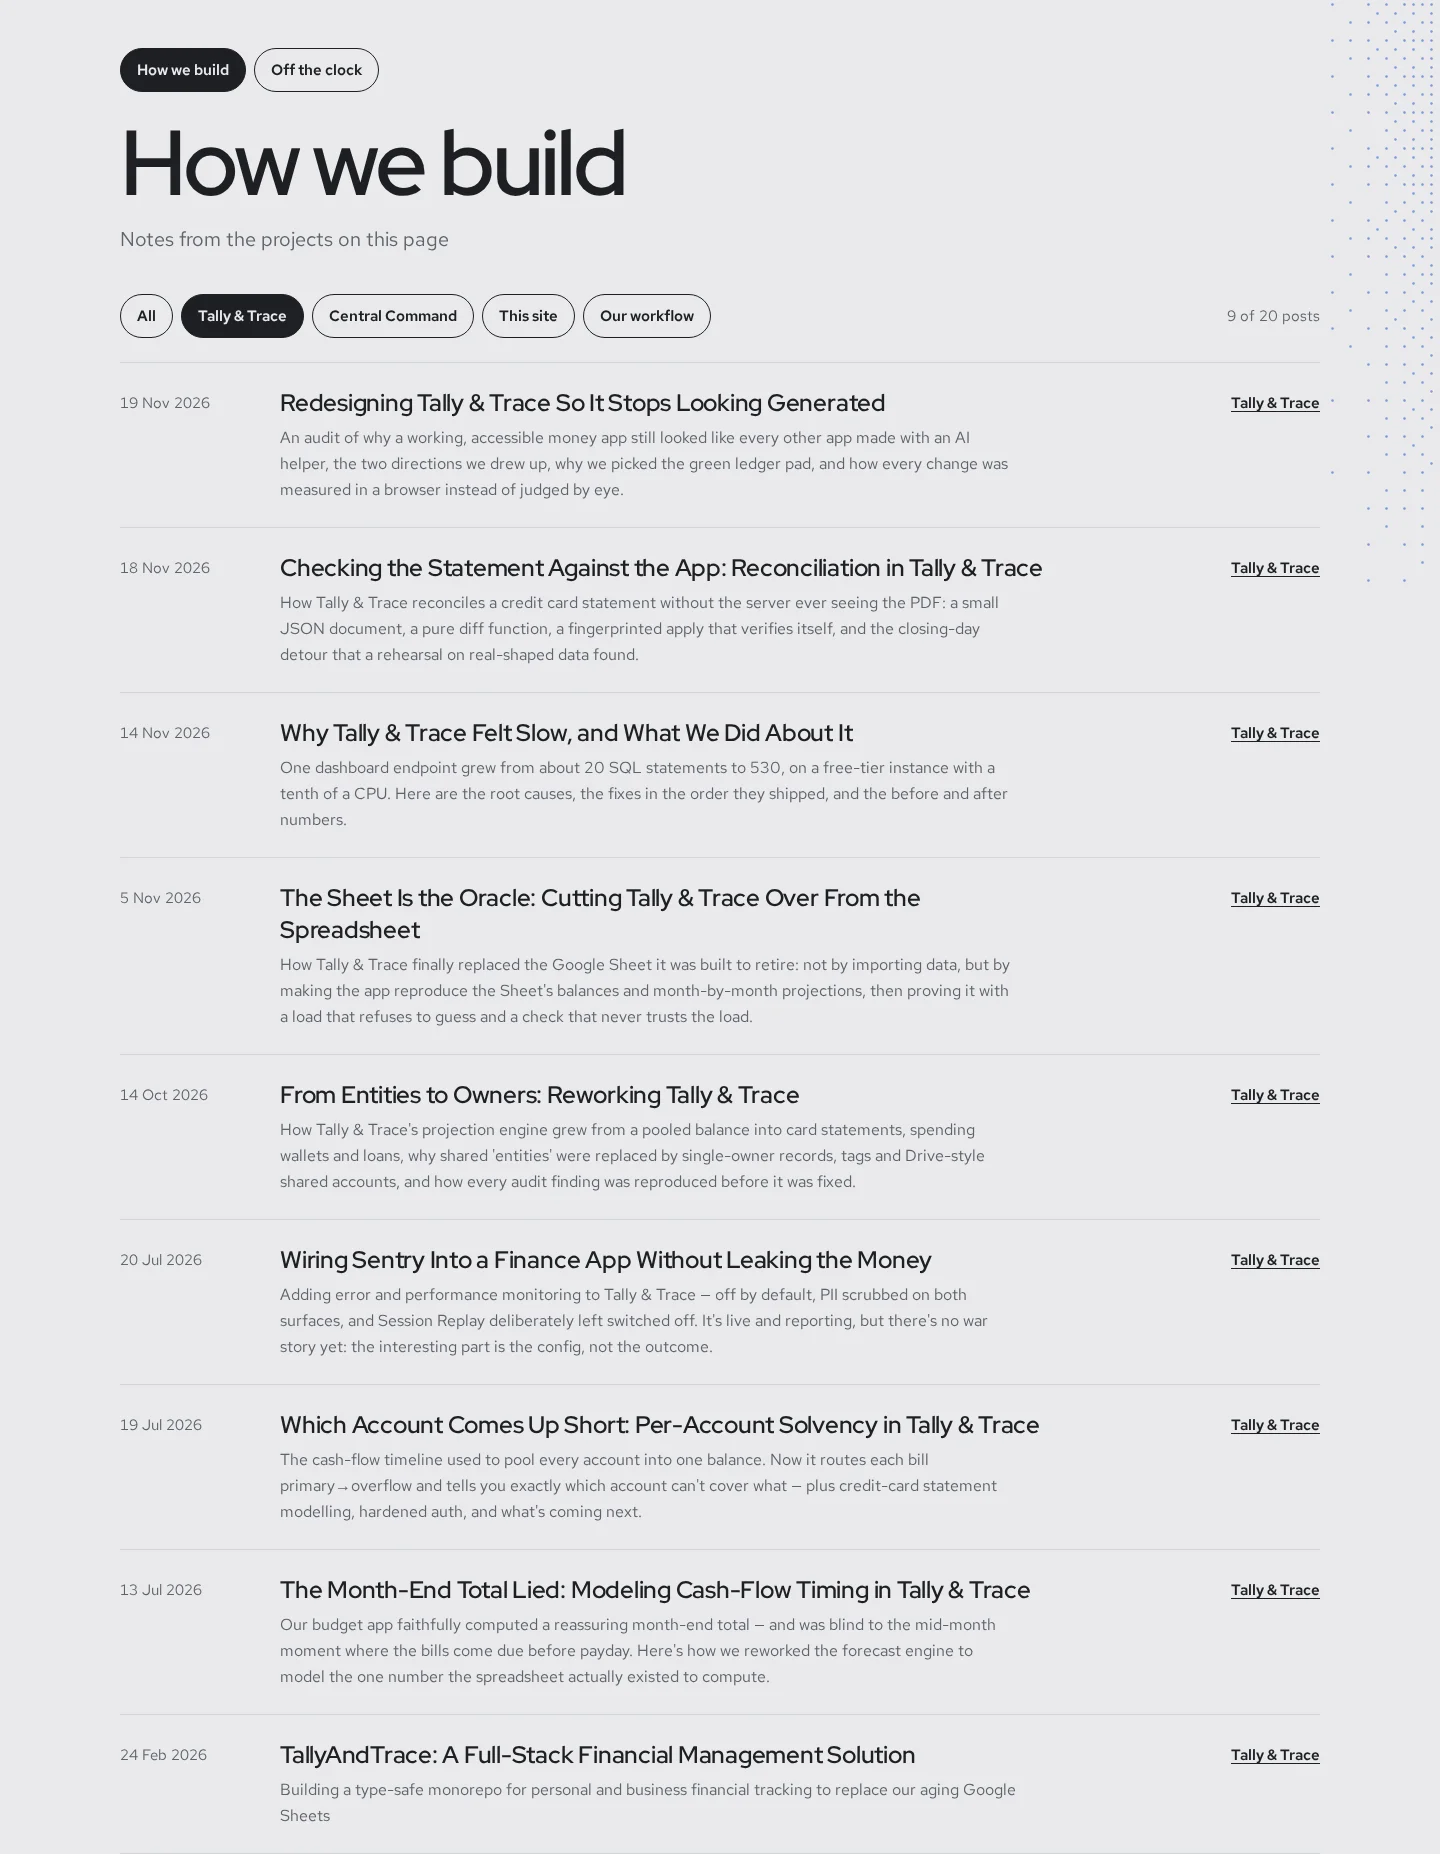 How we build
Off the clock
How we build
Notes from the projects on this page
All
Tally & Trace
Central Command
This site
Our workflow
9 of 20 posts
19 Nov 2026
Redesigning Tally & Trace So It Stops Looking Generated
Tally & Trace
An audit of why a working, accessible money app still looked like every other app made with an AI
helper, the two directions we drew up, why we picked the green ledger pad, and how every change was
measured in a browser instead of judged by eye.
18 Nov 2026
Checking the Statement Against the App: Reconciliation in Tally & Trace
Tally & Trace
How Tally & Trace reconciles a credit card statement without the server ever seeing the PDF: a small
JSON document, a pure diff function, a fingerprinted apply that verifies itself, and the closing-day
detour that a rehearsal on real-shaped data found.
14 Nov 2026
Why Tally & Trace Felt Slow, and What We Did About It
Tally & Trace
One dashboard endpoint grew from about 20 SQL statements to 530, on a free-tier instance with a
tenth of a CPU. Here are the root causes, the fixes in the order they shipped, and the before and after
numbers.
5 Nov 2026
The Sheet Is the Oracle: Cutting Tally & Trace Over From the
Spreadsheet
Tally & Trace
How Tally & Trace finally replaced the Google Sheet it was built to retire: not by importing data, but by
making the app reproduce the Sheet's balances and month-by-month projections, then proving it with
a load that refuses to guess and a check that never trusts the load.
14 Oct 2026
From Entities to Owners: Reworking Tally & Trace
Tally & Trace
How Tally & Trace's projection engine grew from a pooled balance into card statements, spending
wallets and loans, why shared 'entities' were replaced by single-owner records, tags and Drive-style
shared accounts, and how every audit finding was reproduced before it was fixed.
20 Jul 2026
Wiring Sentry Into a Finance App Without Leaking the Money
Tally & Trace
Adding error and performance monitoring to Tally & Trace — off by default, PII scrubbed on both
surfaces, and Session Replay deliberately left switched off. It's live and reporting, but there's no war
story yet: the interesting part is the config, not the outcome.
19 Jul 2026
Which Account Comes Up Short: Per-Account Solvency in Tally & Trace
Tally & Trace
The cash-flow timeline used to pool every account into one balance. Now it routes each bill
primary→overflow and tells you exactly which account can't cover what — plus credit-card statement
modelling, hardened auth, and what's coming next.
13 Jul 2026
The Month-End Total Lied: Modeling Cash-Flow Timing in Tally & Trace
Tally & Trace
Our budget app faithfully computed a reassuring month-end total — and was blind to the mid-month
moment where the bills come due before payday. Here's how we reworked the forecast engine to
model the one number the spreadsheet actually existed to compute.
24 Feb 2026
TallyAndTrace: A Full-Stack Financial Management Solution
Tally & Trace
Building a type-safe monorepo for personal and business financial tracking to replace our aging Google
Sheets